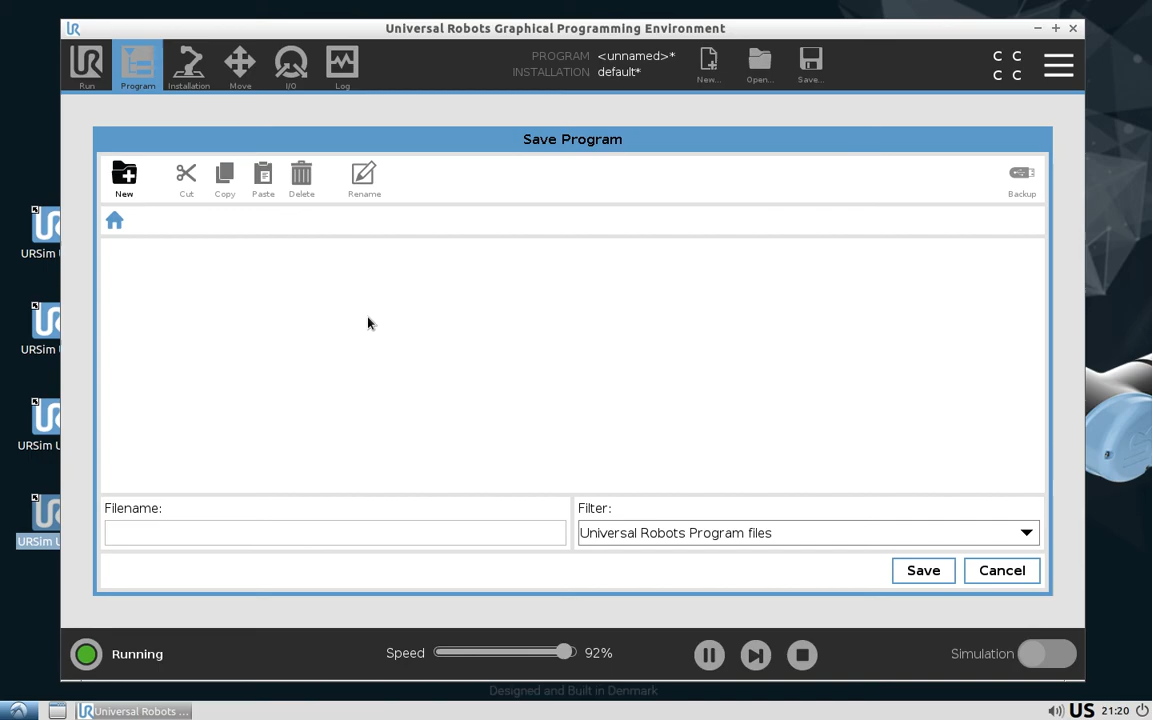 UR
Universal Robots Graphical Programming Environment
UR
Run
Program
Installation
Move
I/O
Log
PROGRAM <unnamed>*
INSTALLATION default*
New...
Open...
Save...
C C
C C
Save Program
New
Cut
Copy
Paste
Delete
Rename
Backup
URSim
URSim
URSim
URSim
Filename:
Filter:
Universal Robots Program files
Save
Cancel
Running
Speed
92%
Simulation
Designed and Built in Denmark
Universal Robots ...
US
21:20